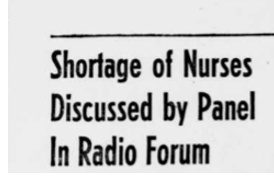 Shortage of Nurses
Discussed by Panel
In Radio Forum